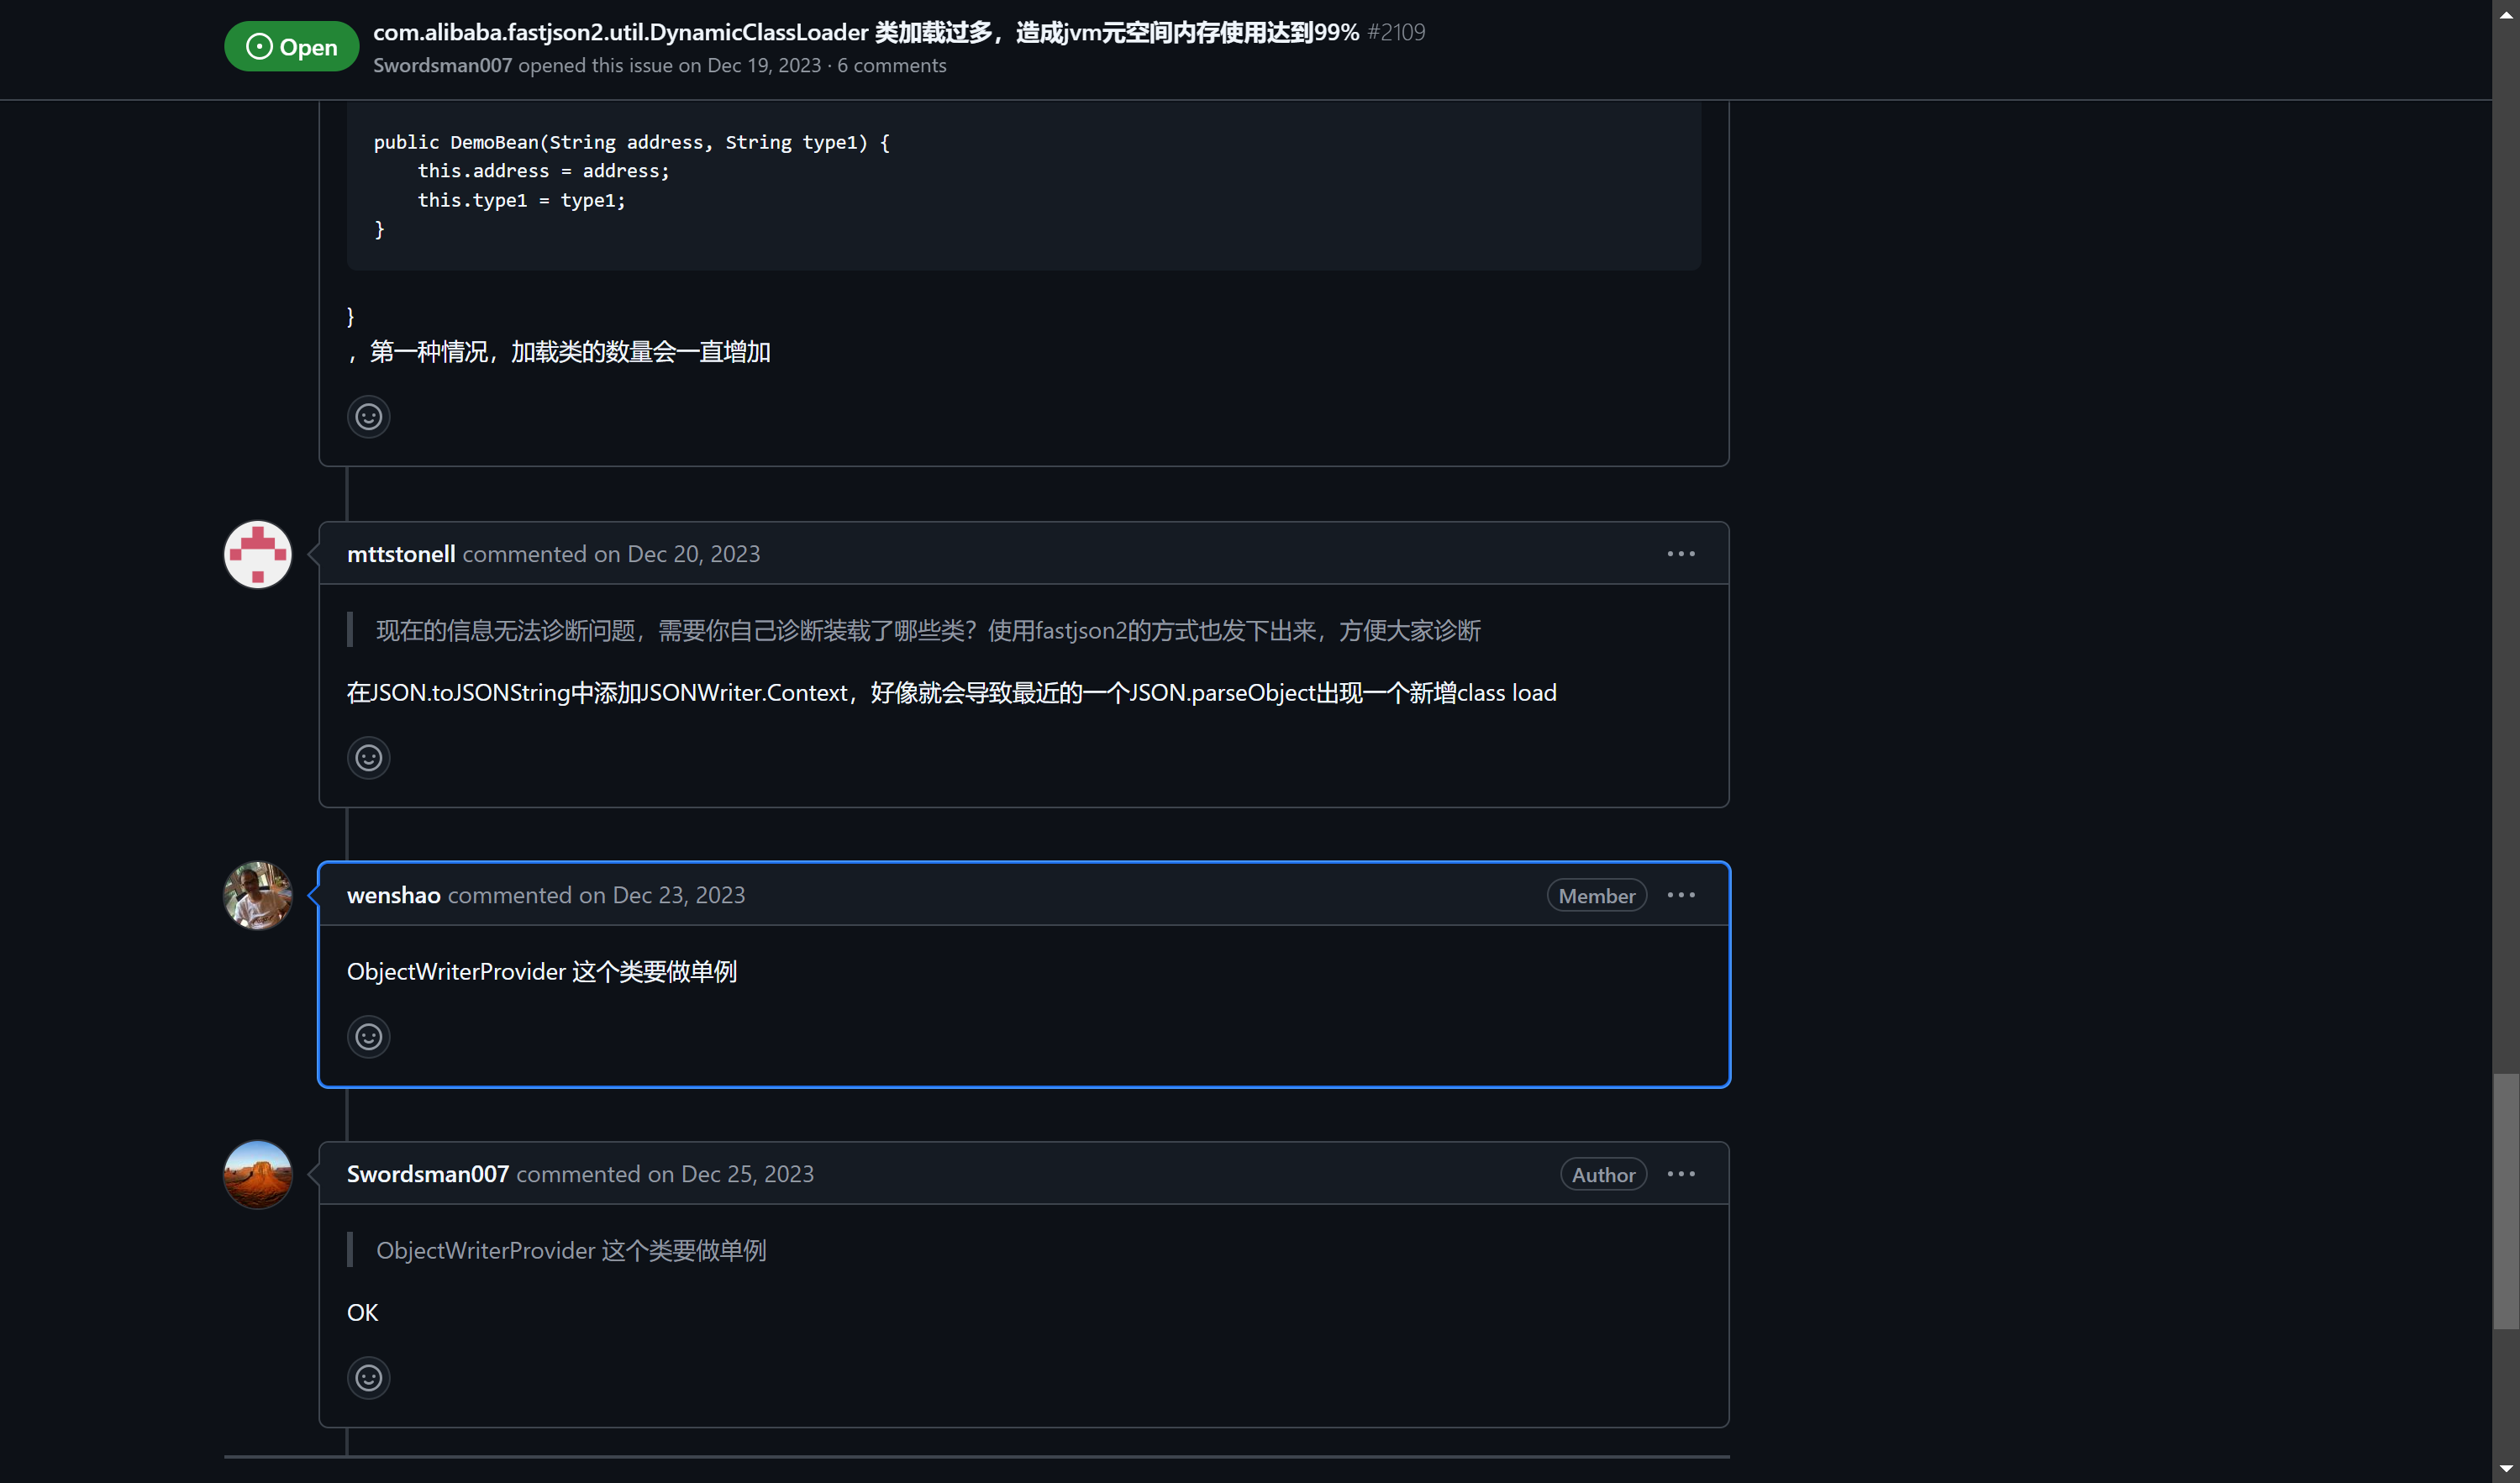 Open
com.alibaba.fastjson2.util.DynamicClassLoader 类加载过多，造成jvm元空间内存使用达到99% #2109
Swordsman007 opened this issue on Dec 19, 2023 · 6 comments
public DemoBean(String address, String type1) {
    this.address = address;
    this.type1 = type1;
}
}
，第一种情况，加载类的数量会一直增加
mttstonell commented on Dec 20, 2023
现在的信息无法诊断问题，需要你自己诊断装载了哪些类？使用fastjson2的方式也发下出来，方便大家诊断
在JSON.toJSONString中添加JSONWriter.Context，好像就会导致最近的一个JSON.parseObject出现一个新增class load
wenshao commented on Dec 23, 2023
Member
ObjectWriterProvider 这个类要做单例
Swordsman007 commented on Dec 25, 2023
Author
ObjectWriterProvider 这个类要做单例
OK